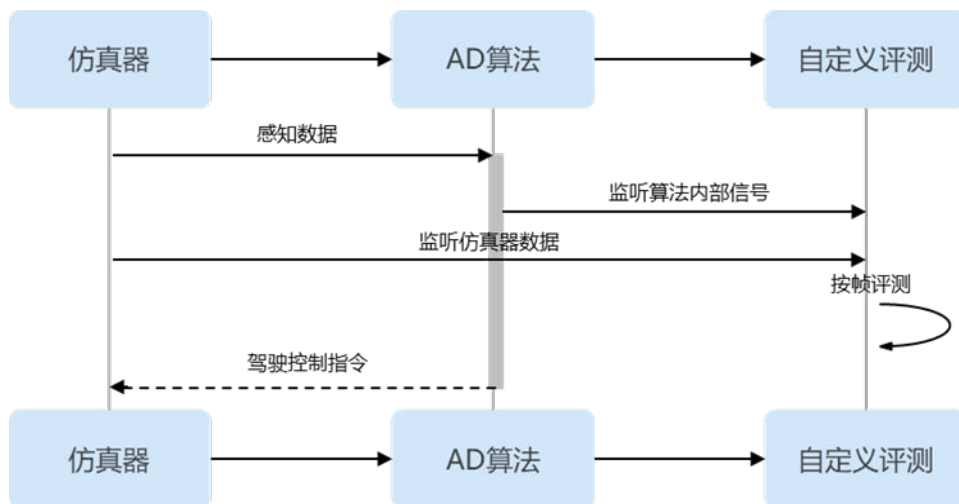 仿真器
AD算法
自定义评测
感知数据
监听算法内部信号
监听仿真器数据
按帧评测
驾驶控制指令
仿真器
AD算法
自定义评测